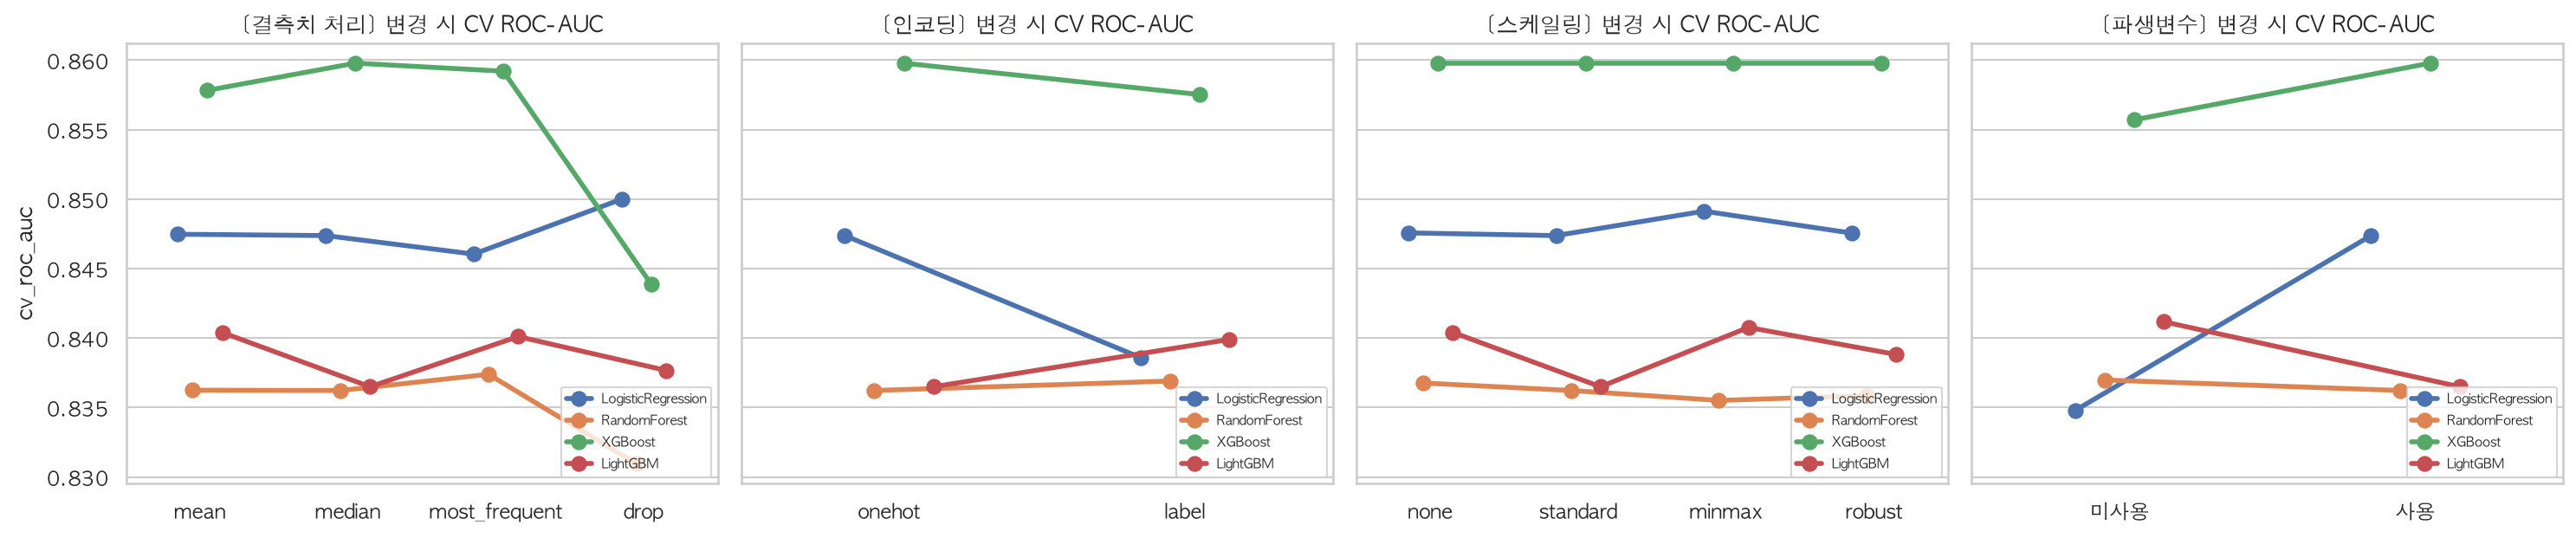 [결측치 처리] 변경 시 CV ROC-AUC
cv_roc_auc
0.860
0.855
0.850
0.845
0.840
0.835
0.830
mean median most_frequent drop
LogisticRegression
RandomForest
XGBoost
LightGBM
[인코딩] 변경 시 CV ROC-AUC
onehot label
LogisticRegression
RandomForest
XGBoost
LightGBM
[스케일링] 변경 시 CV ROC-AUC
none standard minmax robust
LogisticRegression
RandomForest
XGBoost
LightGBM
[파생변수] 변경 시 CV ROC-AUC
미사용 사용
LogisticRegression
RandomForest
XGBoost
LightGBM